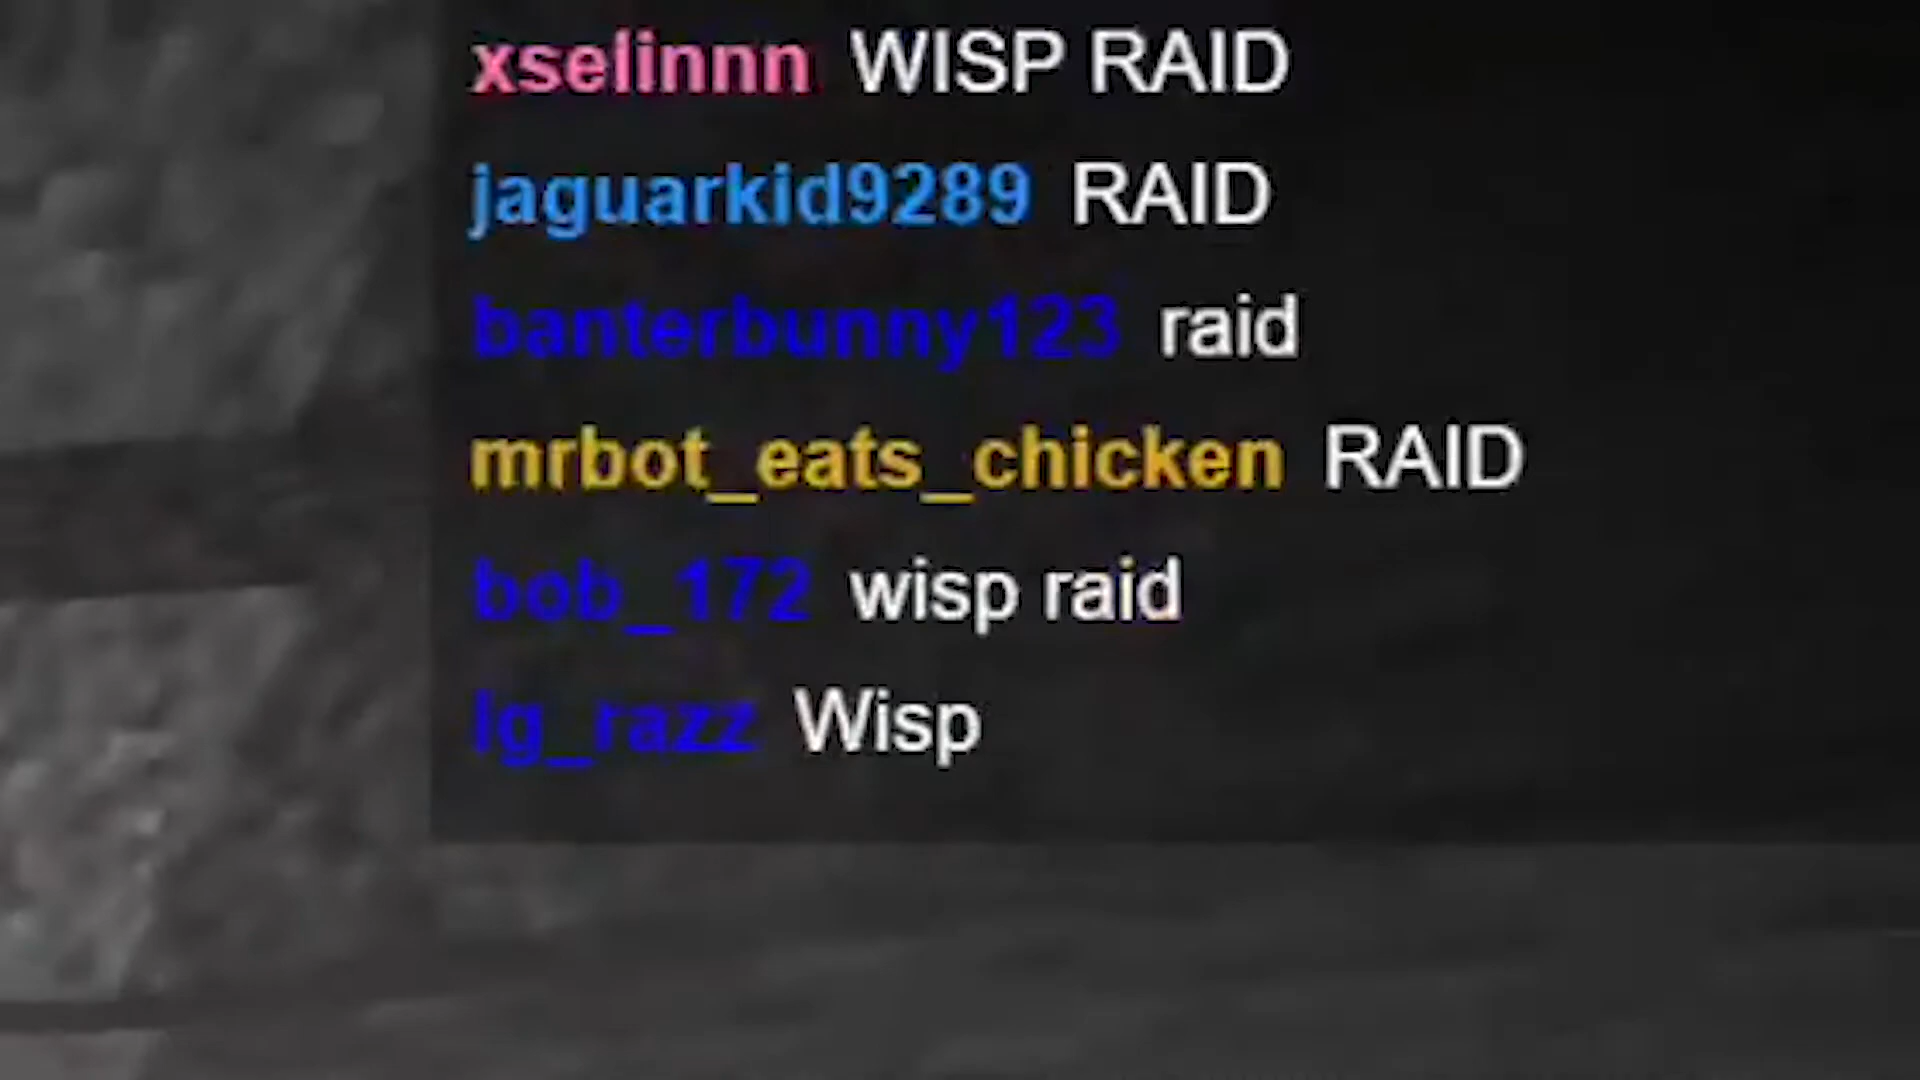 xselinnn WISP RAID
jaguarkid9289 RAID
banterbunny123 raid
mrbot_eats_chicken RAID
bob_172 wisp raid
lg_razz Wisp